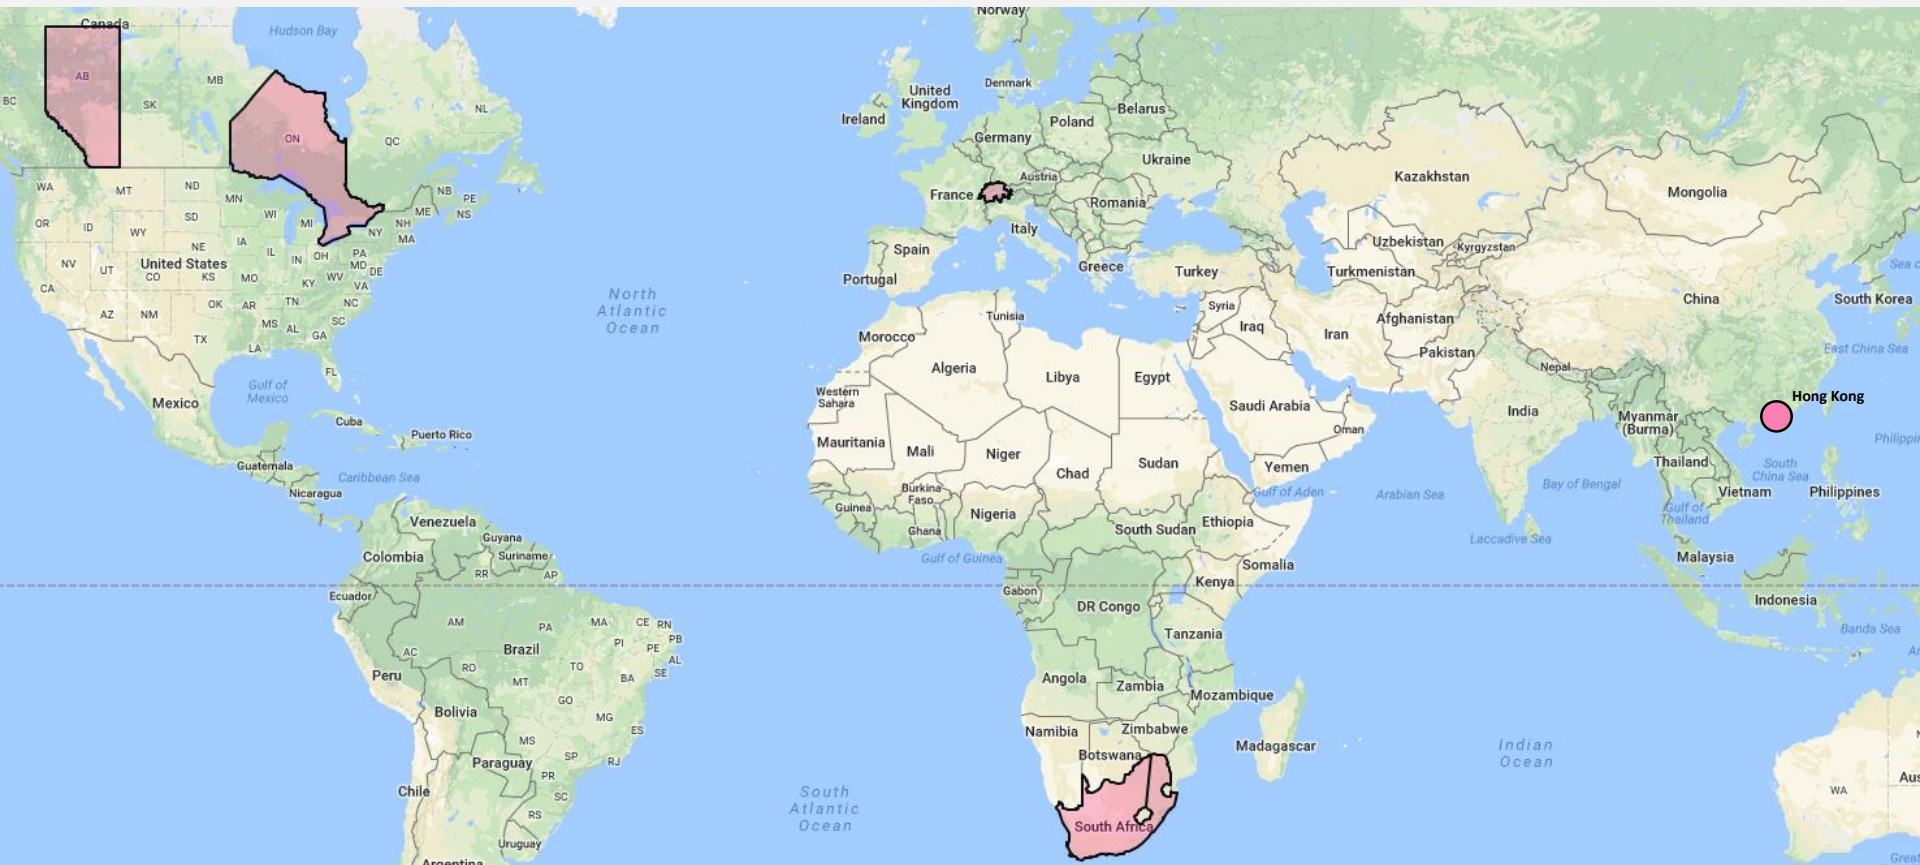 Canada
Hudson Bay
Norway
AB
MB
BC
SK
ON
QC
NL
United
Kingdom
Denmark
Ireland
Belarus
Poland
Germany
Ukraine
Austria
France
Romania
Kazakhstan
Mongolia
WA
MT
ND
MN
NB
PE
OR
ID
SD
WI
MI
ME
NS
WY
NH
NY
MA
IA
NE
IL
IN
OH
PA
MD
DE
United States
NV
UT
CO
KS
MO
KY
WV
VA
CA
OK
AR
TN
NC
AZ
NM
MS
AL
SC
GA
TX
LA
FL
Italy
Spain
Portugal
Greece
Turkey
Uzbekistan
Kyrgyzstan
Turkmenistan
Sea
China
South Korea
North
Atlantic
Ocean
Tunisia
Syria
Morocco
Iraq
Iran
Afghanistan
Pakistan
East China Sea
Algeria
Libya
Egypt
Nepal
Gulf of
Mexico
Mexico
Western
Sahara
Saudi Arabia
India
Hong Kong
Myanmar
(Burma)
Cuba
Puerto Rico
Oman
Mauritania
Mali
Niger
Chad
Sudan
Yemen
Thailand
South
China Sea
Guatemala
Caribbean Sea
Nicaragua
Burkina
Faso
Guinea
Gulf of Aden
Arabian Sea
Bay of Bengal
Vietnam
Philippines
Gulf of
Thailand
Venezuela
Nigeria
Ghana
South Sudan
Ethiopia
Guyana
Suriname
Colombia
Gulf of Guinea
Somalia
Laccadive Sea
Malaysia
RR
AP
Ecuador
Gabon
Kenya
DR Congo
Indonesia
AM
PA
MA
CE
RN
PB
PI
PE
AL
SE
Tanzania
Banda Sea
AC
RO
Brazil
TO
BA
Peru
MT
GO
Angola
Zambia
Mozambique
Bolivia
MG
ES
MS
SP
RJ
Namibia
Zimbabwe
Botswana
Madagascar
Indian
Ocean
Paraguay
PR
SC
RS
Chile
South
Atlantic
Ocean
WA
Uruguay
South Africa
Argentina